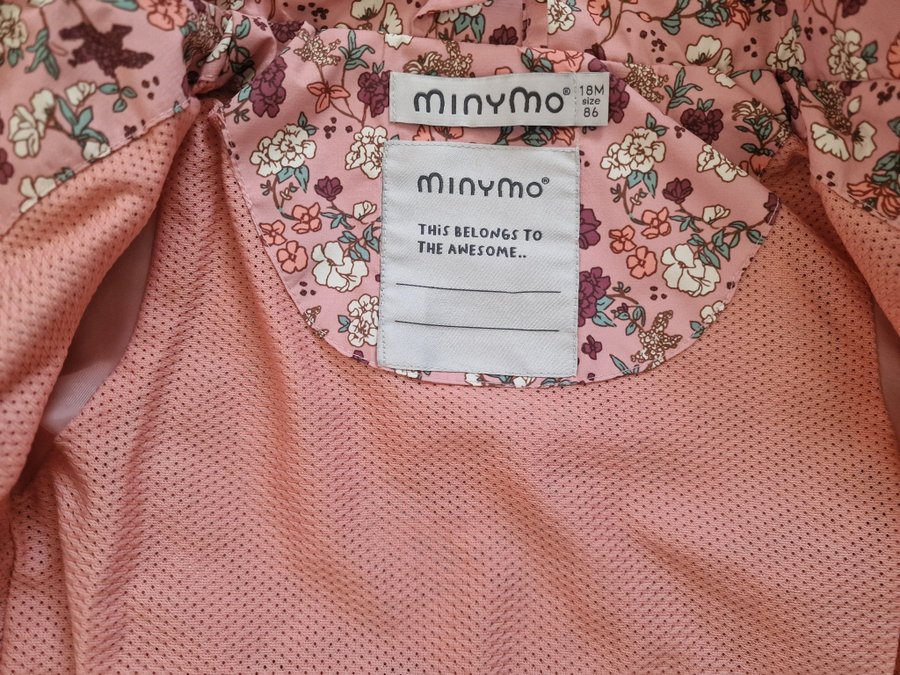 minymo®
18M
size
86
minymo®
THiS BELONGS TO
THE AWESOME..